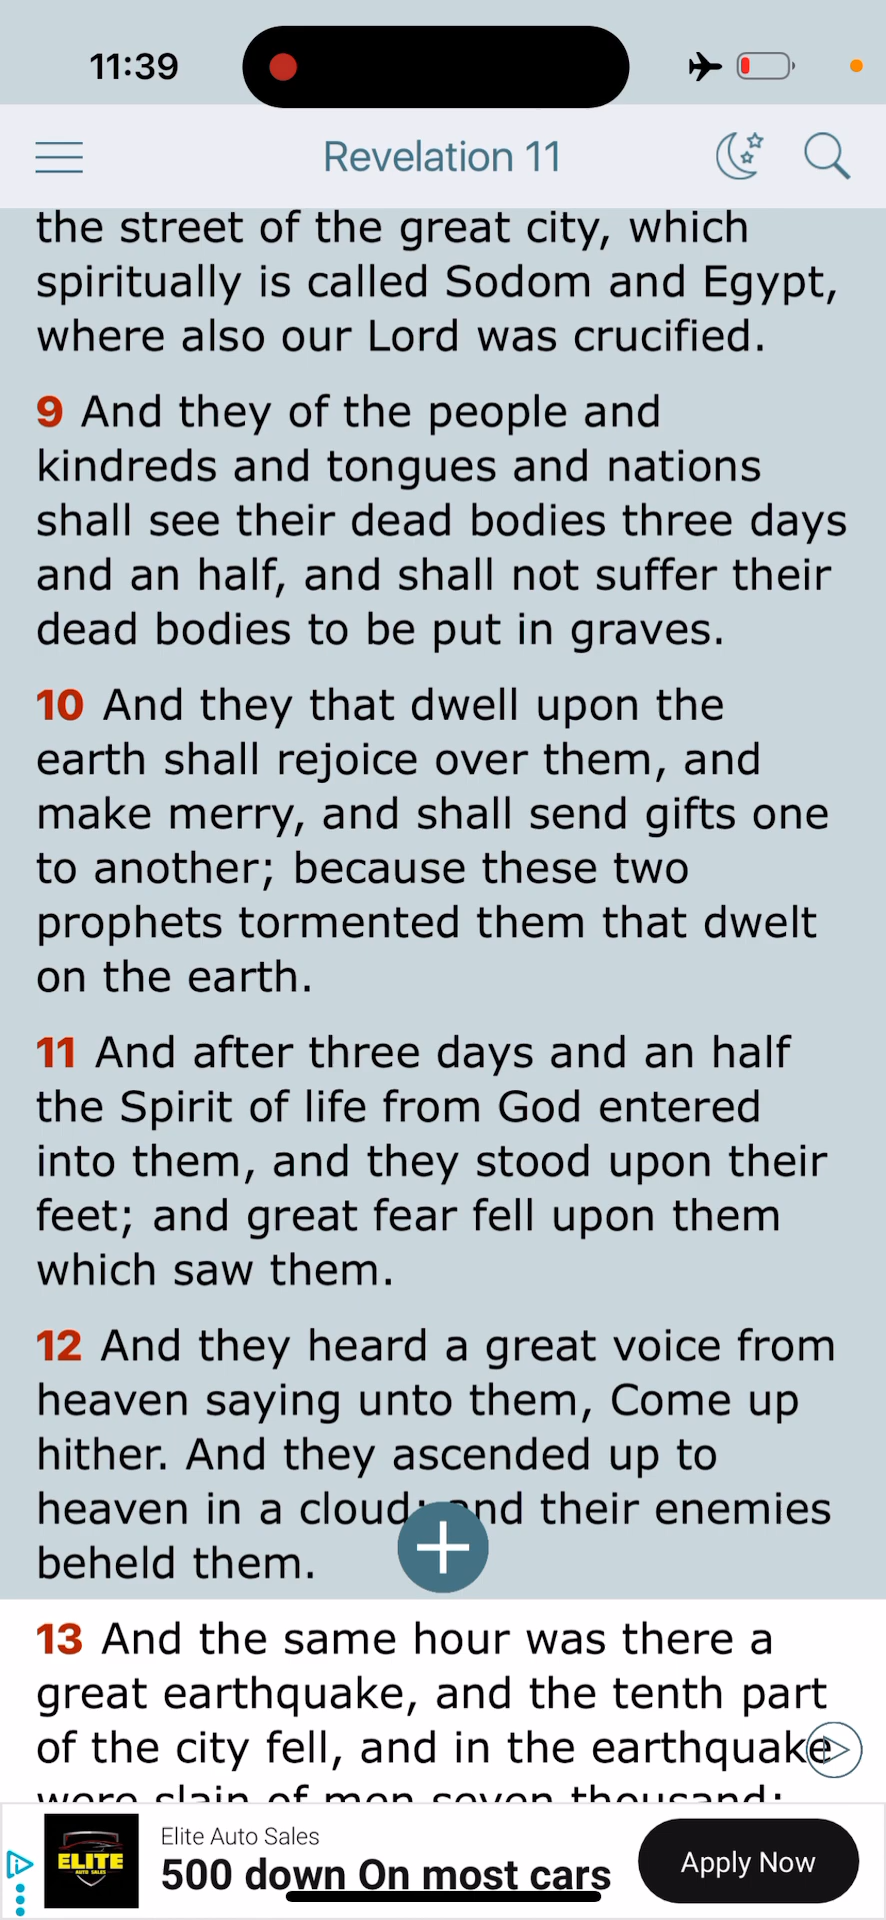 11:39
Revelation 11
the street of the great city, which
spiritually is called Sodom and Egypt,
where also our Lord was crucified.
9 And they of the people and
kindreds and tongues and nations
shall see their dead bodies three days
and an half, and shall not suffer their
dead bodies to be put in graves.
10 And they that dwell upon the
earth shall rejoice over them, and
make merry, and shall send gifts one
to another; because these two
prophets tormented them that dwelt
on the earth.
11 And after three days and an half
the Spirit of life from God entered
into them, and they stood upon their
feet; and great fear fell upon them
which saw them.
12 And they heard a great voice from
heaven saying unto them, Come up
hither. And they ascended up to
heaven in a cloud; and their enemies
beheld them.
13 And the same hour was there a
great earthquake, and the tenth part
of the city fell, and in the earthquake
were slain of men seven thousand:
ELITE
AUTO SALES
Elite Auto Sales
500 down On most cars
Apply Now